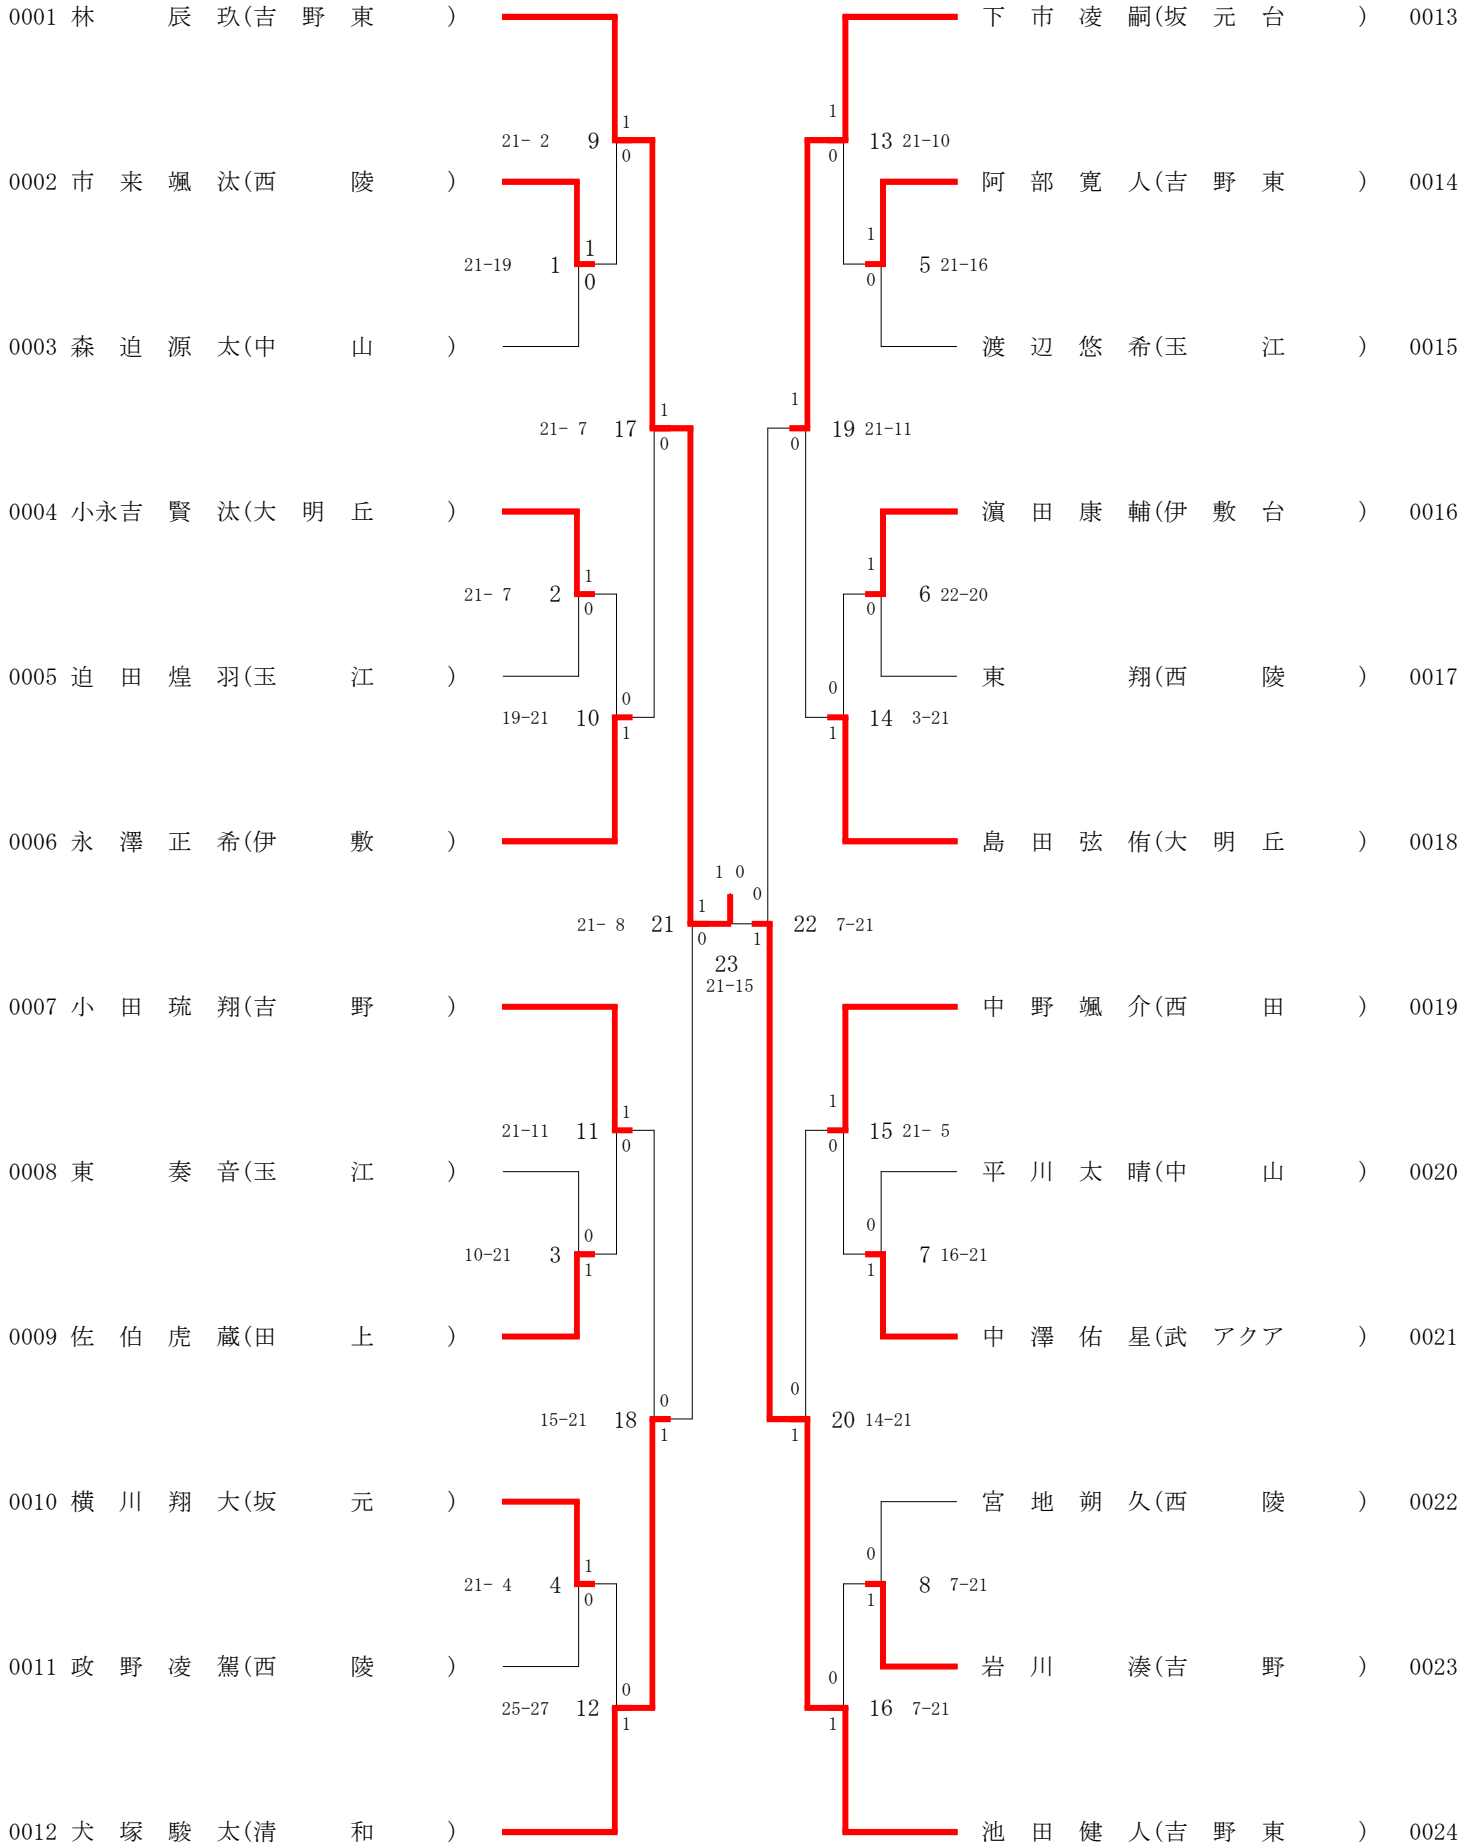 0001 林 辰 玖(吉 野 東 ) 下 市 凌 嗣(坂 元 台 ) 0013
1 1
21- 2 9 13 21-10
0 0
0002 市 来 颯 汰(西 陵 ) 阿 部 寛 人(吉 野 東 ) 0014
1 1
21-19 1 5 21-16
0 0
0003 森 迫 源 太(中 山 ) 渡 辺 悠 希(玉 江 ) 0015
1 1
21- 7 17 19 21-11
0 0
0004 小永吉 賢 汰(大 明 丘 ) 濵 田 康 輔(伊 敷 台 ) 0016
1 1
21- 7 2 6 22-20
0 0
0005 迫 田 煌 羽(玉 江 ) 東 翔(西 陵 ) 0017
0 0
19-21 10 14 3-21
1 1
0006 永 澤 正 希(伊 敷 ) 島 田 弦 侑(大 明 丘 ) 0018
1 0
1 0
21- 8 21 22 7-21
0 1
23
21-15
0007 小 田 琉 翔(吉 野 ) 中 野 颯 介(西 田 ) 0019
1 1
21-11 11 15 21- 5
0 0
0008 東 奏 音(玉 江 ) 平 川 太 晴(中 山 ) 0020
0 0
10-21 3 7 16-21
1 1
0009 佐 伯 虎 蔵(田 上 ) 中 澤 佑 星(武 アクア ) 0021
0 0
15-21 18 20 14-21
1 1
0010 横 川 翔 大(坂 元 ) 宮 地 朔 久(西 陵 ) 0022
1 0
21- 4 4 8 7-21
0 1
0011 政 野 凌 駕(西 陵 ) 岩 川 湊(吉 野 ) 0023
0 0
25-27 12 16 7-21
1 1
0012 犬 塚 駿 太(清 和 ) 池 田 健 人(吉 野 東 ) 0024